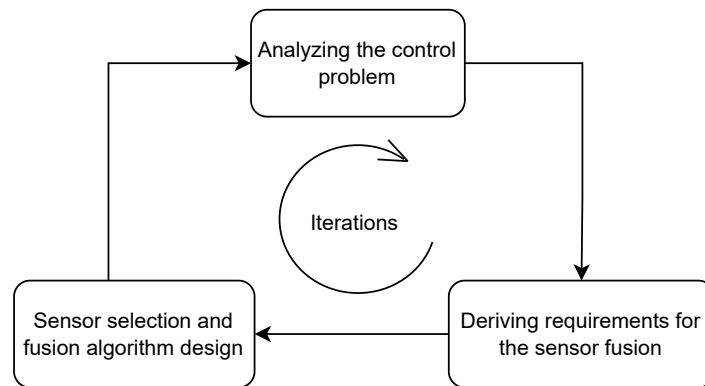 Analyzing the control
problem
Iterations
Sensor selection and
fusion algorithm design
Deriving requirements for
the sensor fusion